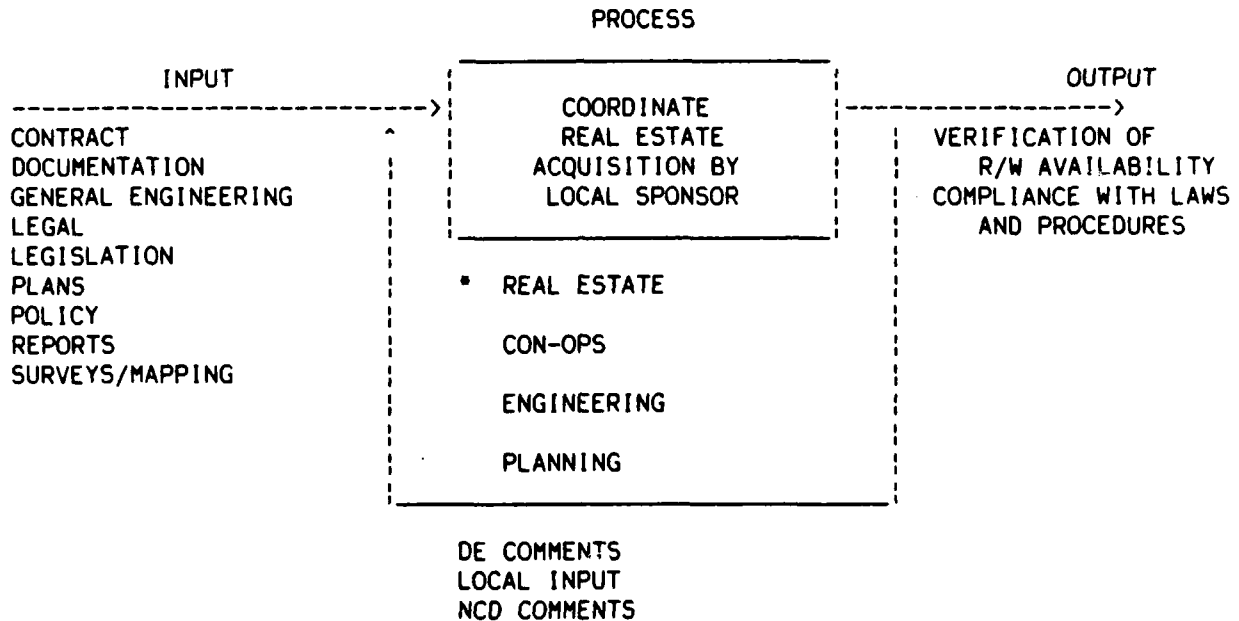 PROCESS
INPUT
OUTPUT
COORDINATE
REAL ESTATE
ACQUISITION BY
LOCAL SPONSOR
CONTRACT
DOCUMENTATION
GENERAL ENGINEERING
LEGAL
LEGISLATION
PLANS
POLICY
REPORTS
SURVEYS/MAPPING
VERIFICATION OF
R/W AVAILABILITY
COMPLIANCE WITH LAWS
AND PROCEDURES
* REAL ESTATE
CON-OPS
ENGINEERING
PLANNING
DE COMMENTS
LOCAL INPUT
NCD COMMENTS